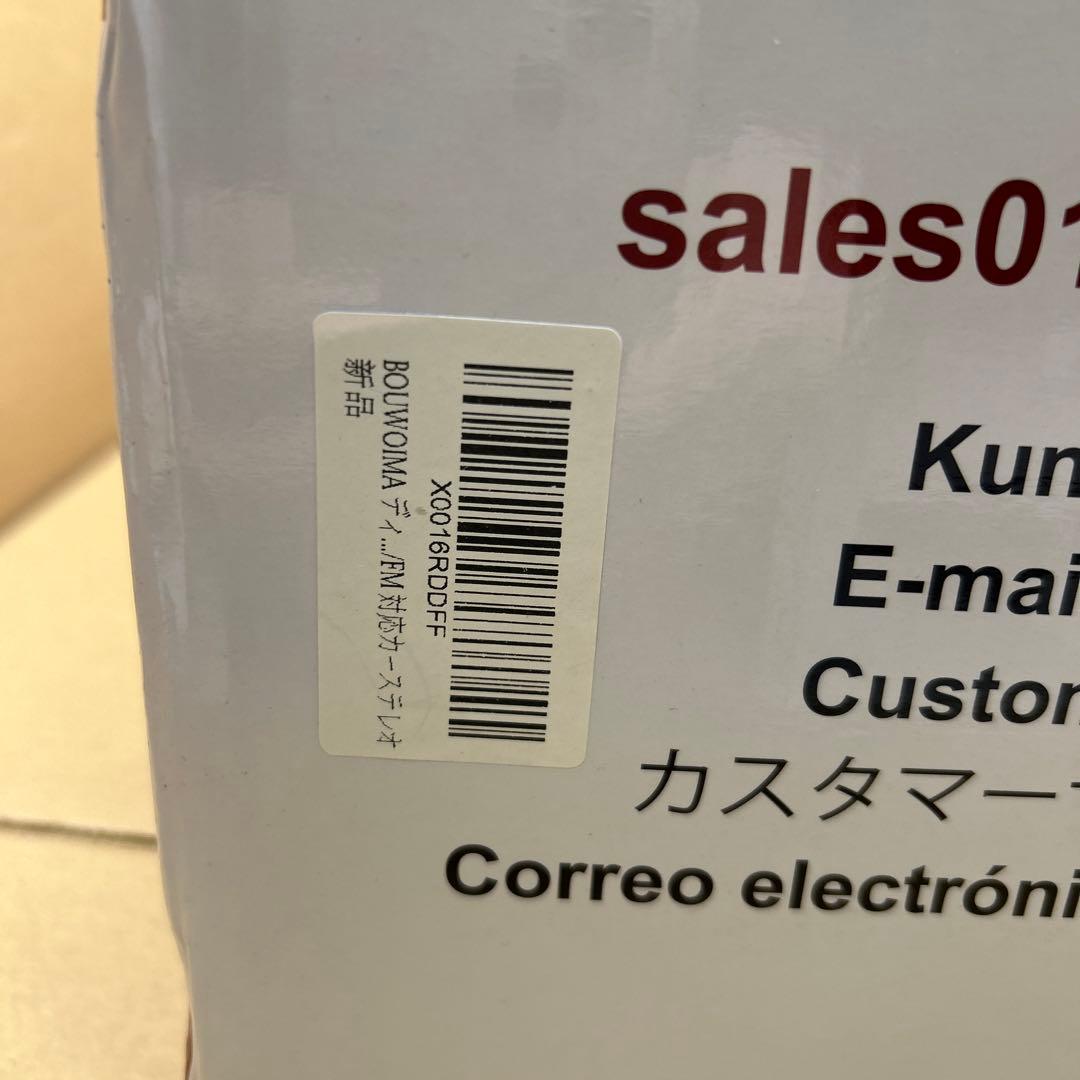 sales01
Kun
E-mai
Custom
カスタマー
Correo electróni
X0016RDDFF
BOUWOIMA ディ.../FM 対応カーステレオ
新品